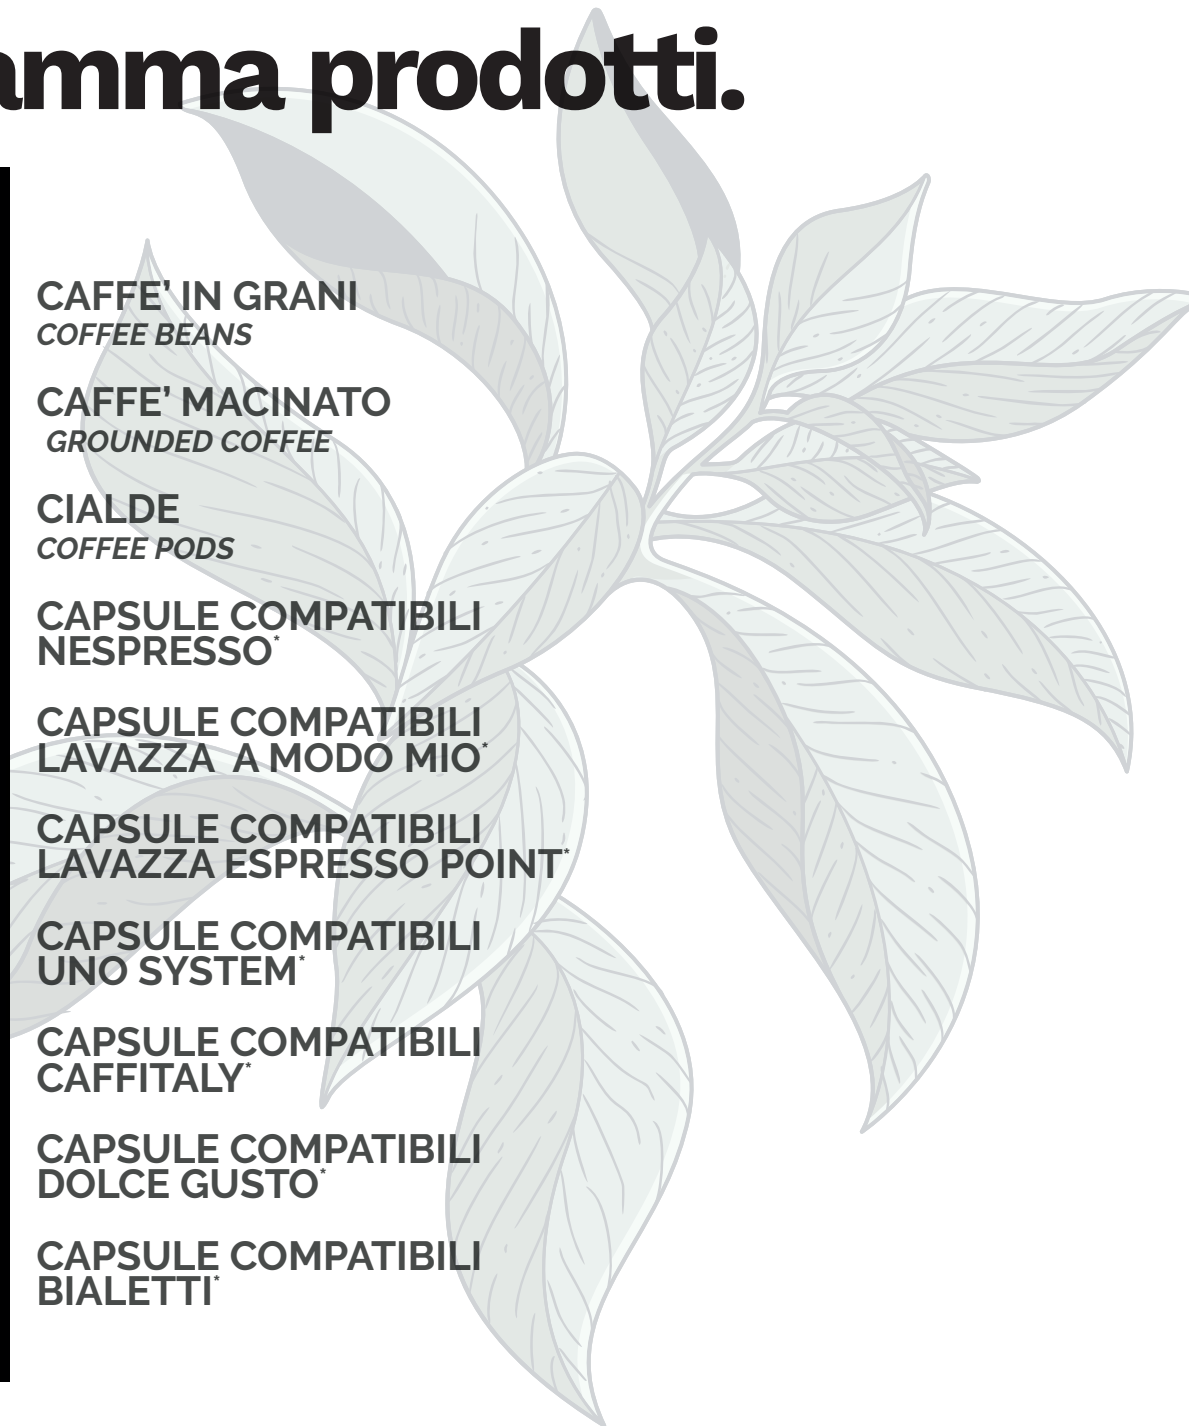 amma prodotti.
CAFFE’ IN GRANI
COFFEE BEANS
CAFFE’ MACINATO
GROUNDED COFFEE
CIALDE
COFFEE PODS
CAPSULE COMPATIBILI
NESPRESSO*
CAPSULE COMPATIBILI
LAVAZZA A MODO MIO*
CAPSULE COMPATIBILI
LAVAZZA ESPRESSO POINT*
CAPSULE COMPATIBILI
UNO SYSTEM*
CAPSULE COMPATIBILI
CAFFITALY*
CAPSULE COMPATIBILI
DOLCE GUSTO*
CAPSULE COMPATIBILI
BIALETTI*